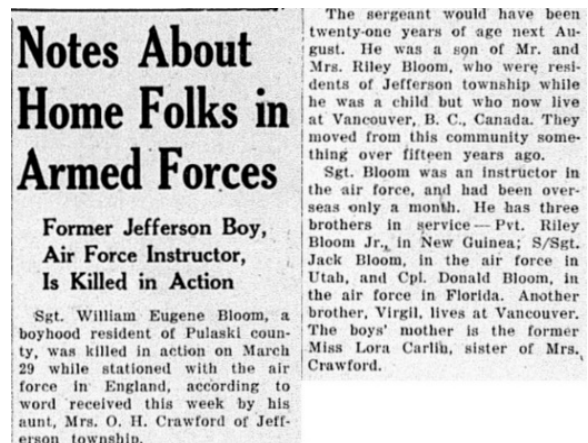 Notes About
Home Folks in
Armed Forces
Former Jefferson Boy,
Air Force Instructor,
Is Killed in Action
Sgt. William Eugene Bloom, a
boyhood resident of Pulaski coun-
ty, was killed in action on March
29 while stationed with the air
force in England, according to
word received this week by his
aunt, Mrs. O. H. Crawford of Jeff-
erson township.
The sergeant would have been
twenty-one years of age next Au-
gust. He was a son of Mr. and
Mrs. Riley Bloom, who were resi-
dents of Jefferson township while
he was a child but who now live
at Vancouver, B. C., Canada. They
moved from this community some-
thing over fifteen years ago.
Sgt. Bloom was an instructor in
the air force, and had been over-
seas only a month. He has three
brothers in service — Pvt. Riley
Bloom Jr., in New Guinea; S/Sgt.
Jack Bloom, in the air force in
Utah, and Cpl. Donald Bloom, in
the air force in Florida. Another
brother, Virgil, lives at Vancouver.
The boys' mother is the former
Miss Lora Carlin, sister of Mrs.
Crawford.